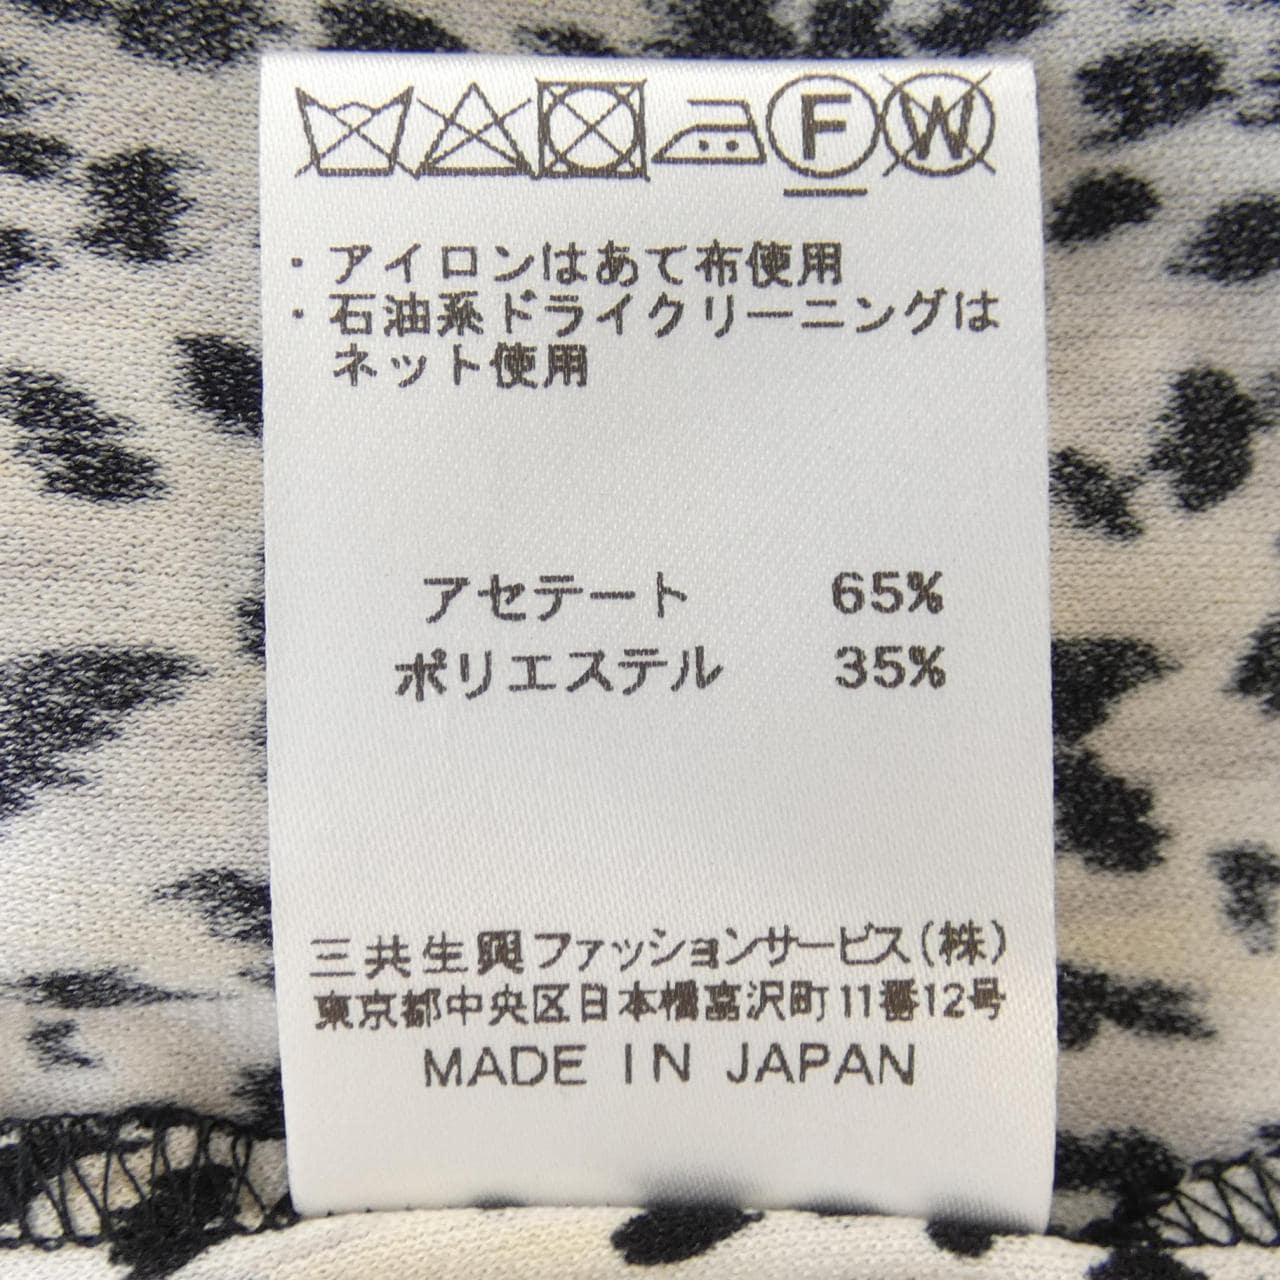 F W
・アイロンはあて布使用
・石油系ドライクリーニングは
ネット使用
アセテート 65%
ポリエステル 35%
三共生興ファッションサービス(株)
東京都中央区日本橋富沢町11番12号
MADE IN JAPAN